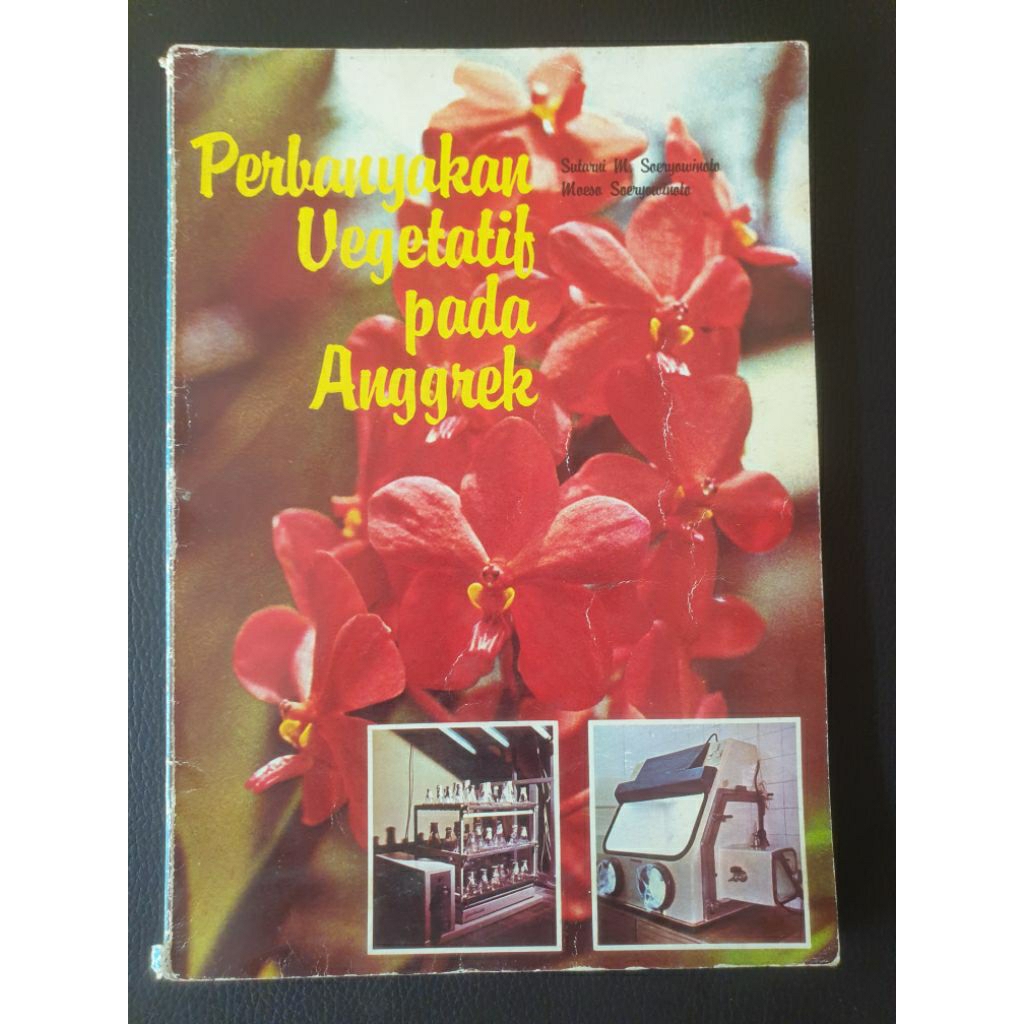 Perbanyakan
Vegetatif
pada
Anggrek
Sutarni M. Soeryowinoto
Moeso Soeryowinoto